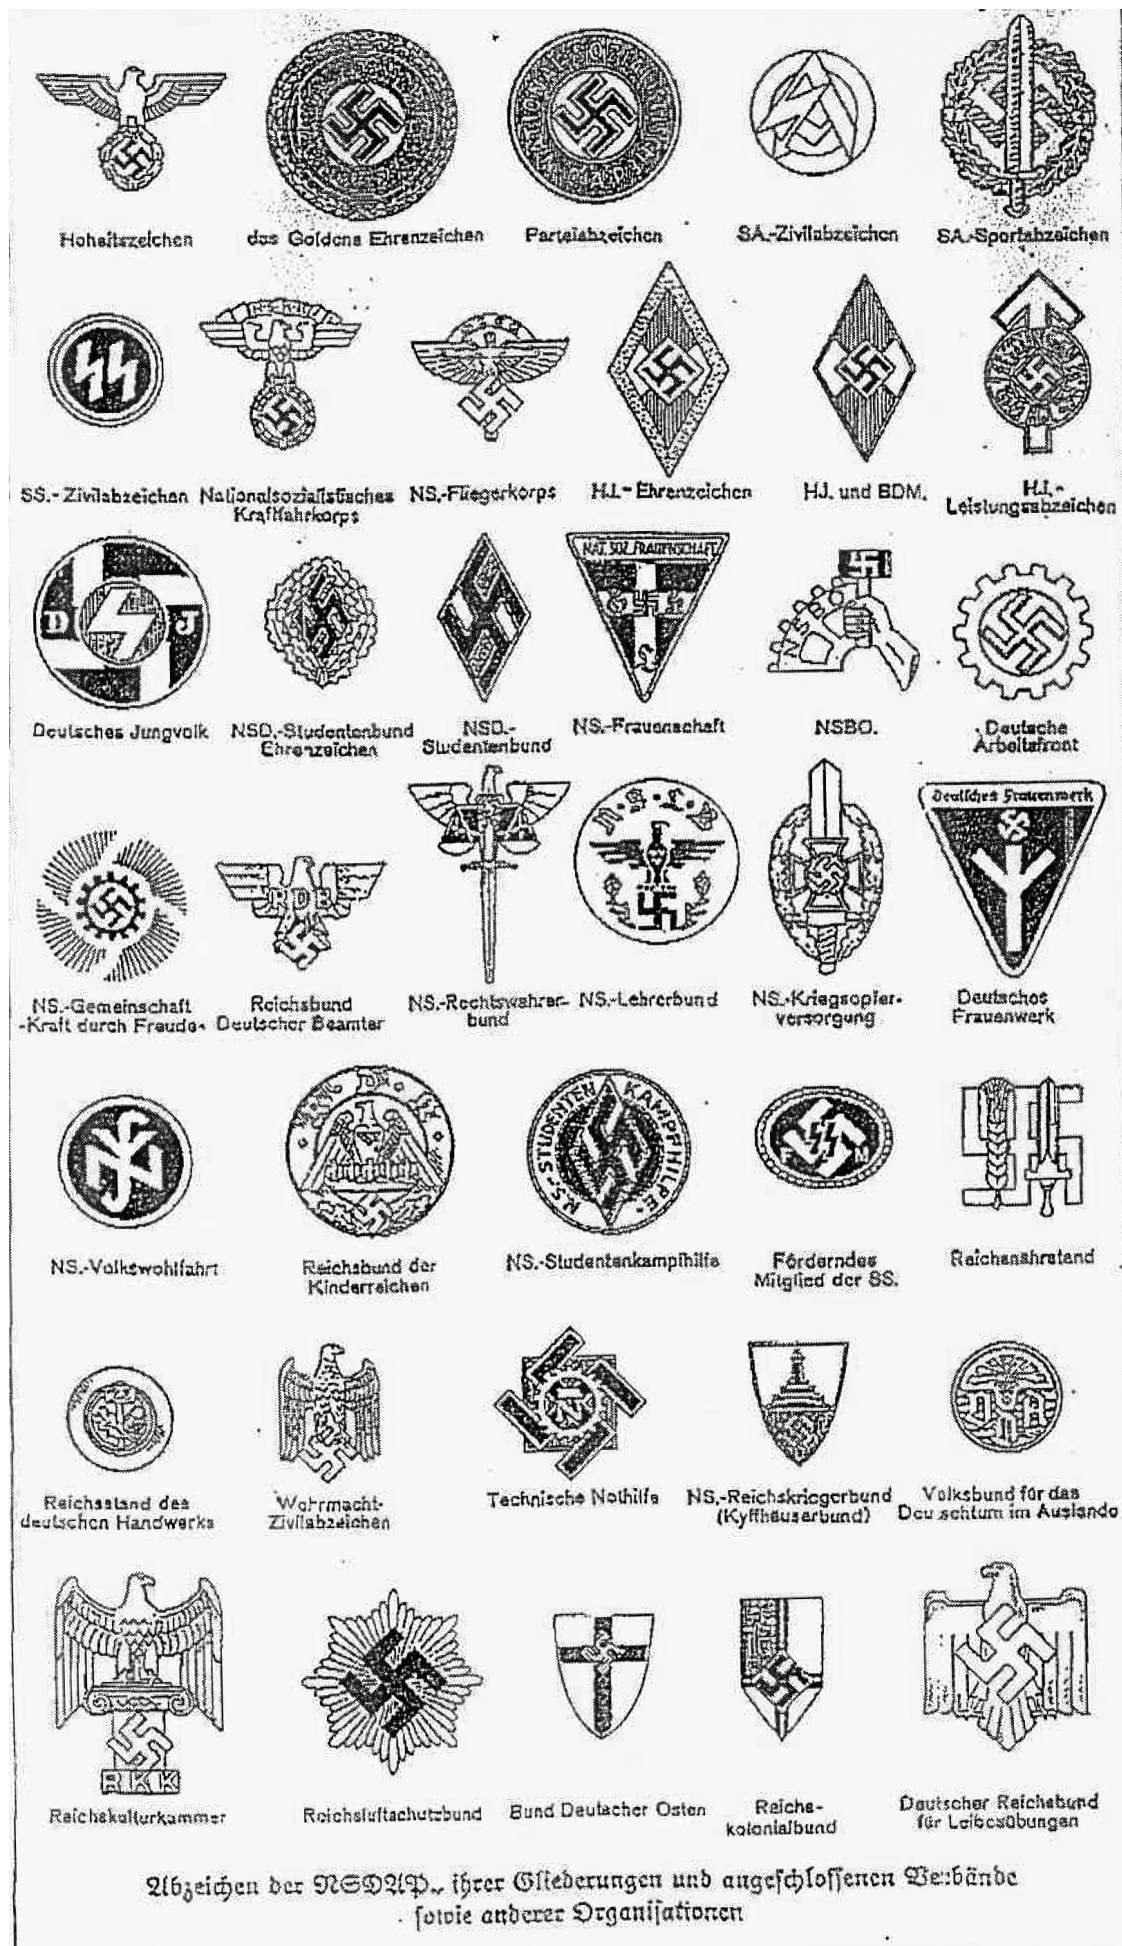 Hoheitszeichen
das Goldene Ehrenzeichen
Parteiabzeichen
SA.-Zivilabzeichen
SA.-Sportabzeichen
SS.-Zivilabzeichen
Nationalsozialistisches
Kraftfahrkorps
NS.-Fliegerkorps
H.J.-Ehrenzeichen
HJ. und BDM.
H.J.-
Leistungsabzeichen
D J
Deutsches Jungvolk
NSD.-Studentenbund
Ehrenzeichen
NSD.-
Studentenbund
NAT. SOZ. FRAUENSCHAFT
NS.-Frauenschaft
NSBO
NSBO.
Deutsche
Arbeitsfront
NS.-Gemeinschaft
-Kraft durch Freude-
RDB
Reichsbund
Deutscher Beamter
NS.-Rechtswahrer-
bund
N.S.L.B
NS.-Lehrerbund
NS.-Kriegsopfer-
versorgung
Deutsches Frauenwerk
Deutsches
Frauenwerk
NS.-Volkswohlfahrt
Reichsbund der
Kinderreichen
N.S.-STUDENTEN KAMPFHILFE
NS.-Studentenkampfhilfe
F M
Förderndes
Mitglied der SS.
Reichsnährstand
Reichsstand des
deutschen Handwerks
Wehrmacht-
Zivilabzeichen
Technische Nothilfe
NS.-Reichskriegerbund
(Kyffhäuserbund)
Volksbund für das
Deu schtum im Auslande
RKK
Reichskulturkammer
Reichsluftschutzbund
Bund Deutscher Osten
Reichs-
kolonialbund
Deutscher Reichsbund
für Leibesübungen
Abzeichen der NSDAP., ihrer Gliederungen und angeschlossenen Verbände
sowie anderer Organisationen